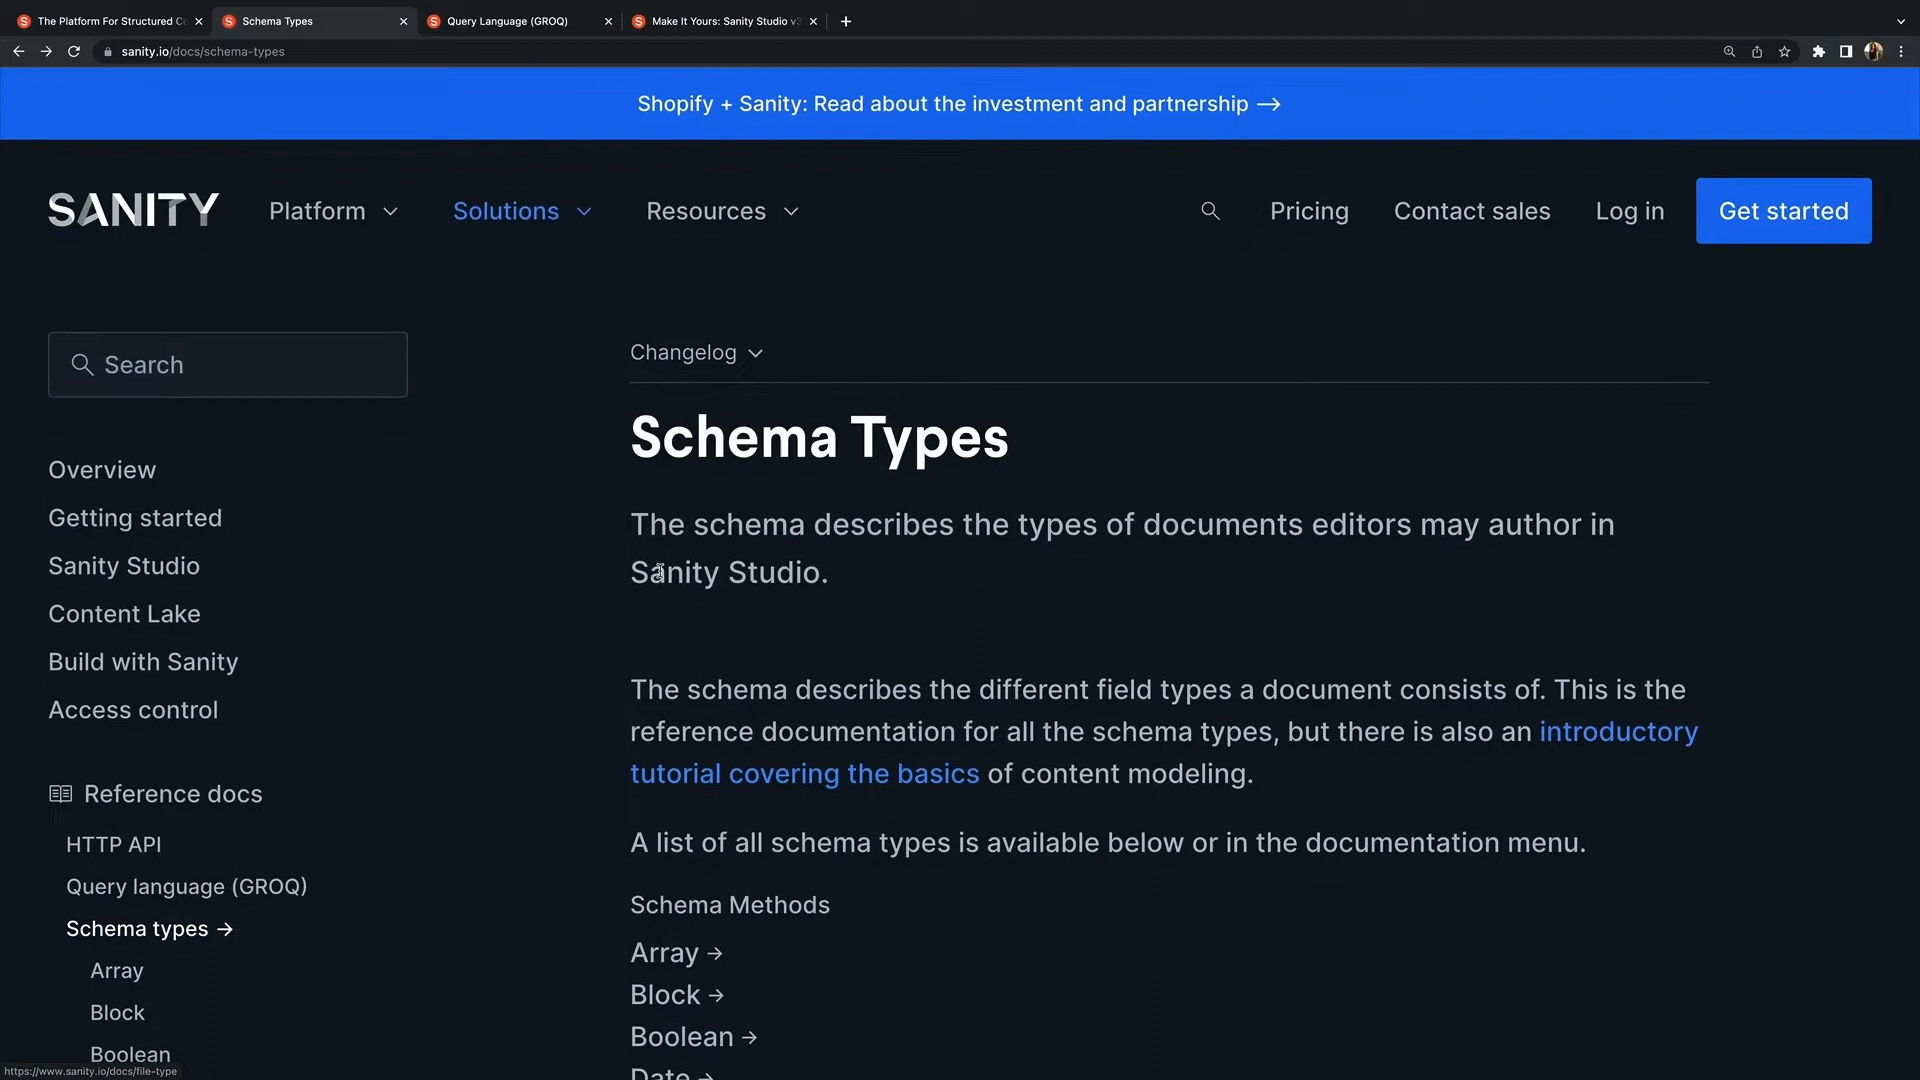 The Platform For Structured Co
Schema Types
Query Language (GROQ)
Make It Yours: Sanity Studio v3
sanity.io/docs/schema-types
Shopify + Sanity: Read about the investment and partnership →
SANITY
Platform
Solutions
Resources
Pricing
Contact sales
Log in
Get started
Search
Overview
Getting started
Sanity Studio
Content Lake
Build with Sanity
Access control
Reference docs
HTTP API
Query language (GROQ)
Schema types →
Array
Block
Boolean
Changelog
Schema Types
The schema describes the types of documents editors may author in
Sanity Studio.
The schema describes the different field types a document consists of. This is the
reference documentation for all the schema types, but there is also an introductory
tutorial covering the basics of content modeling.
A list of all schema types is available below or in the documentation menu.
Schema Methods
Array →
Block →
Boolean →
Date →
https://www.sanity.io/docs/file-type